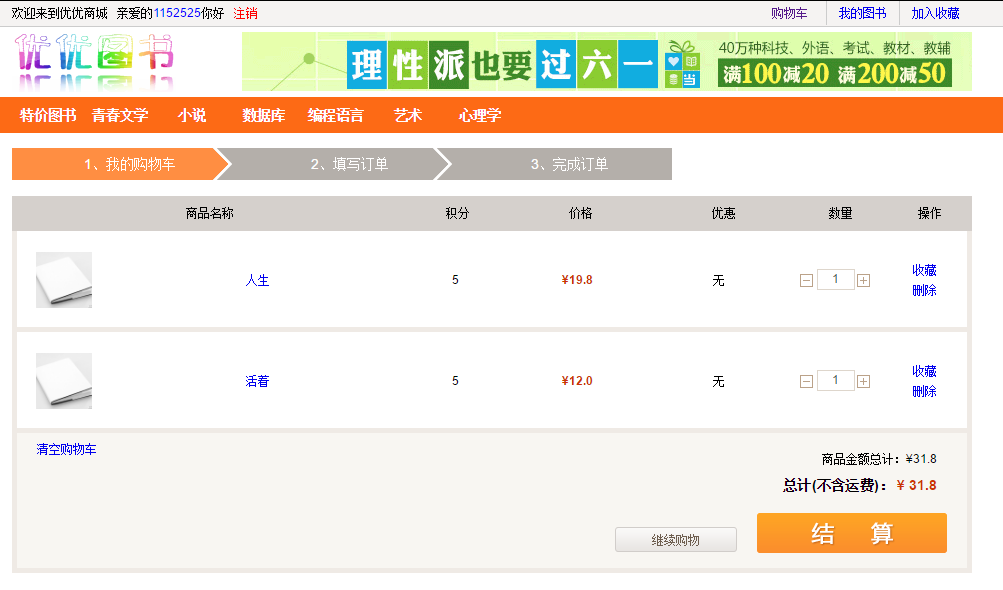 欢迎来到优优商城 亲爱的1152525你好 注销 购物车 我的图书 加入收藏
优优图书
理性派也要过六一
40万种科技、外语、考试、教材、教辅
满100减20 满200减50
特价图书 青春文学 小说 数据库 编程语言 艺术 心理学
1、我的购物车 2、填写订单 3、完成订单
商品名称 积分 价格 优惠 数量 操作
人生 5 ¥19.8 无 1 收藏
删除
活着 5 ¥12.0 无 1 收藏
删除
清空购物车
商品金额总计：¥31.8
总计(不含运费)：¥ 31.8
继续购物 结 算